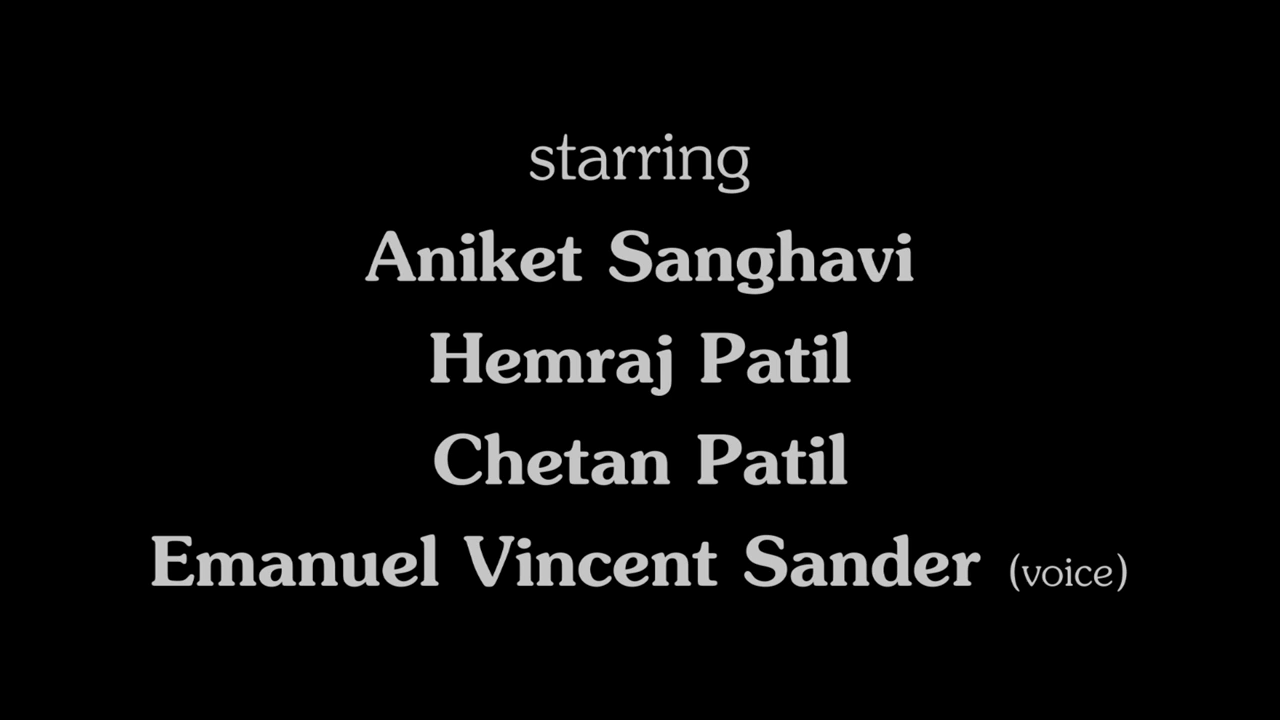 starring
Aniket Sanghavi
Hemraj Patil
Chetan Patil
Emanuel Vincent Sander (voice)